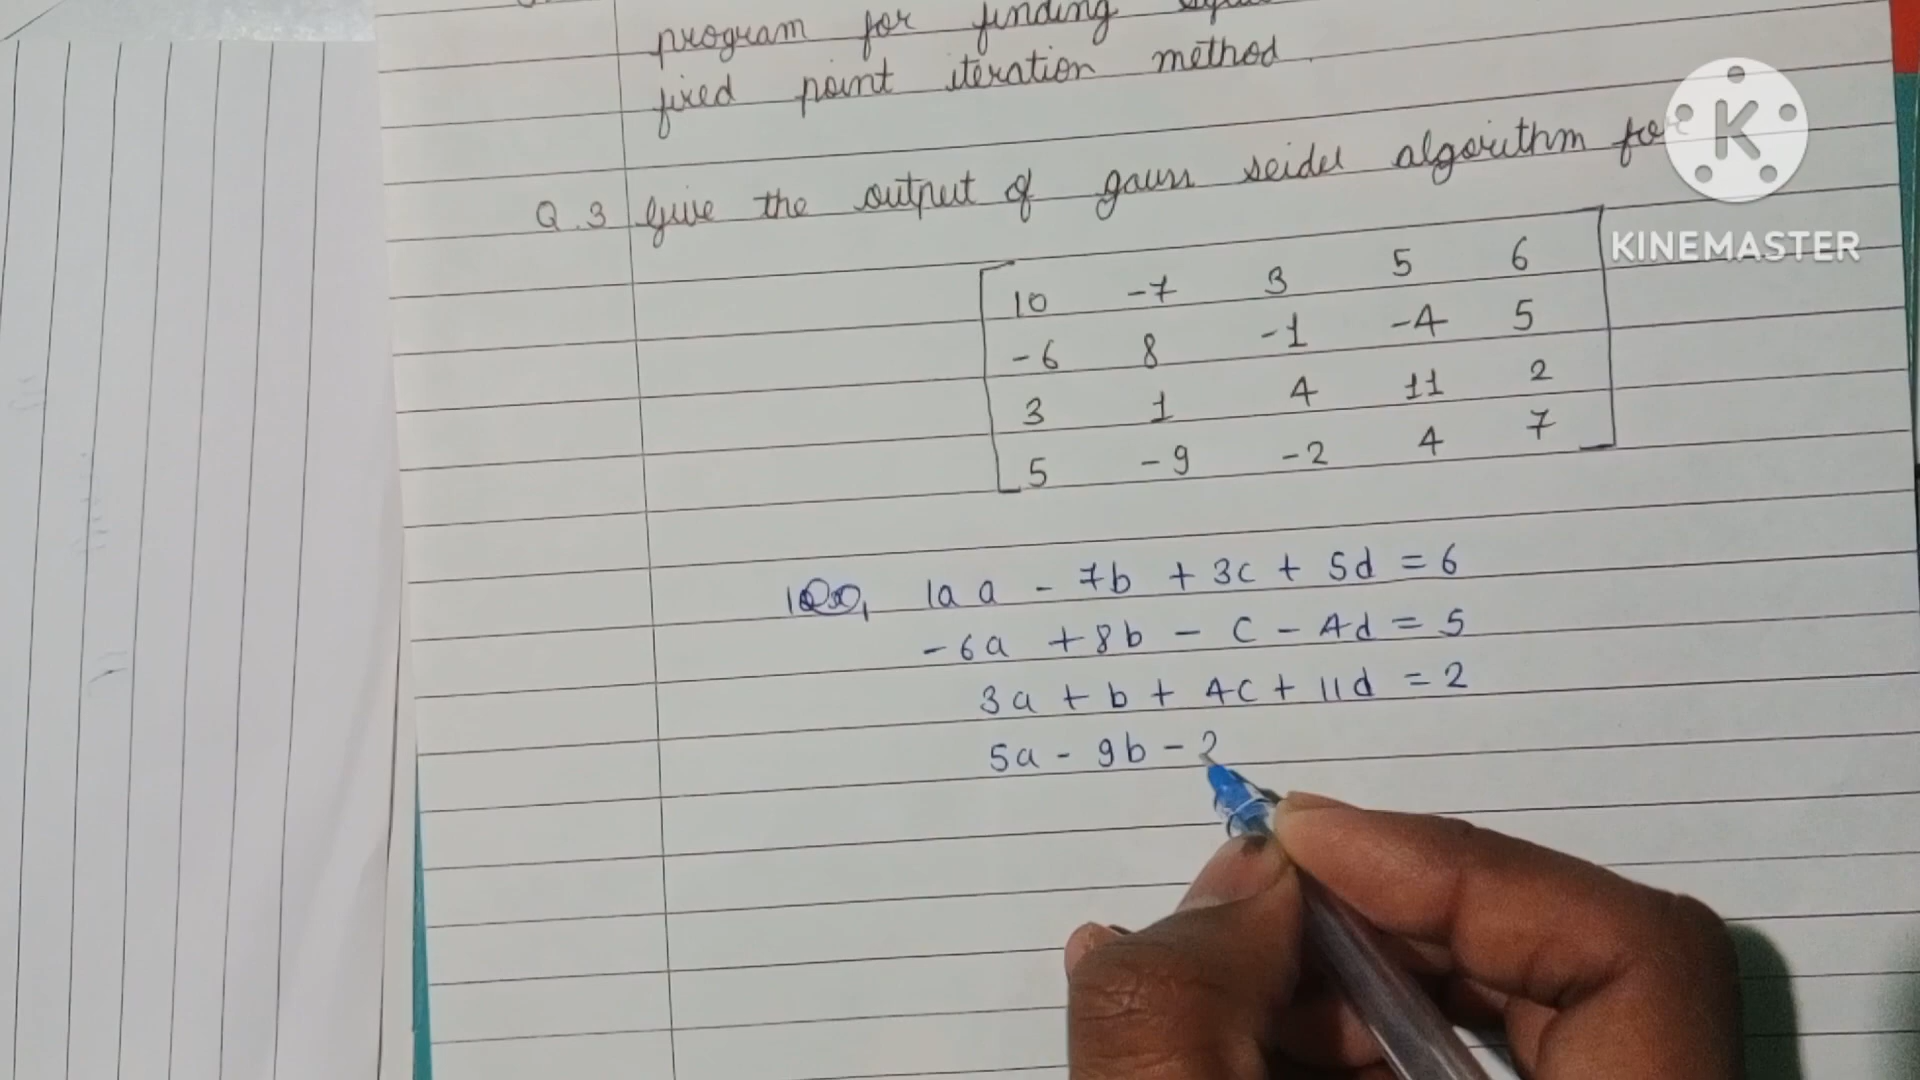 program for finding
fixed point iteration method.
Q.3 Give the output of gauss seidel algorithm for
10 -7 3 5 6
-6 8 -1 -4 5
3 1 4 11 2
5 -9 -2 4 7
10a - 7b + 3c + 5d = 6
-6a + 8b - c - 4d = 5
3a + b + 4c + 11d = 2
5a - 9b - 2
K
KINEMASTER